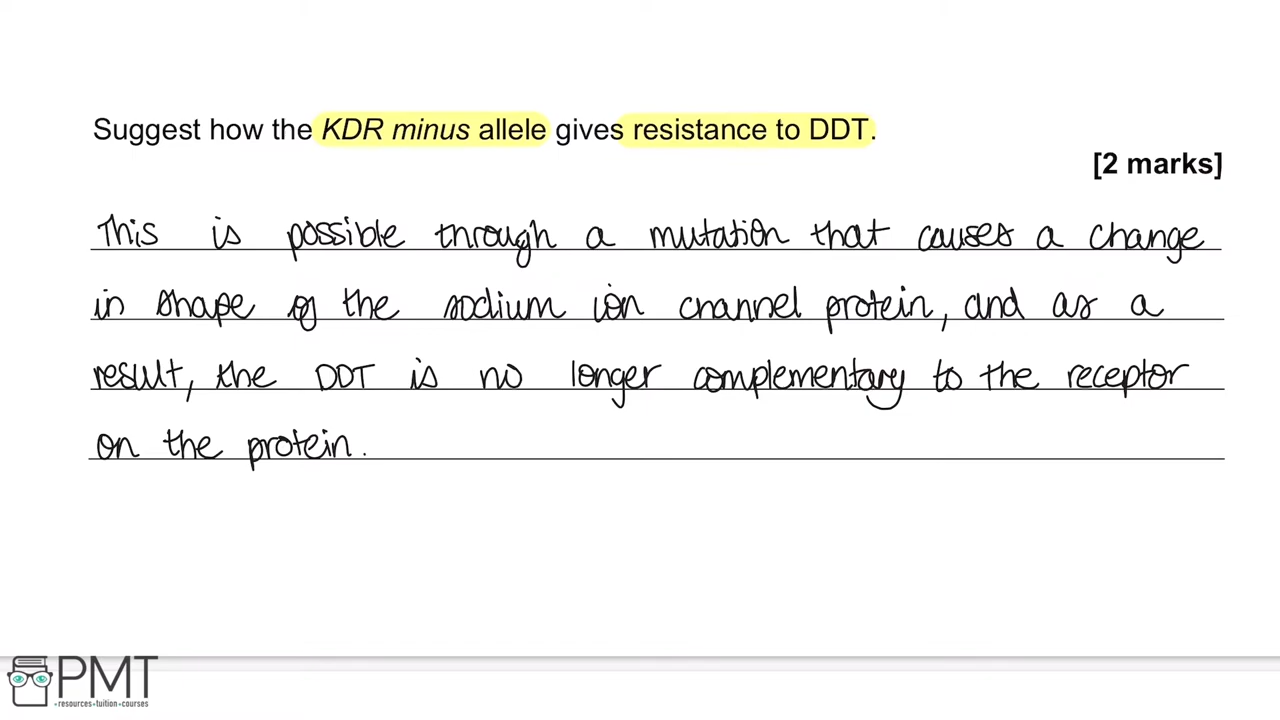 Suggest how the KDR minus allele gives resistance to DDT.
[2 marks]
This is possible through a mutation that causes a change
in shape of the sodium ion channel protein, and as a
result, the DDT is no longer complementary to the receptor
on the protein.
PMT
•resources•tuition•courses